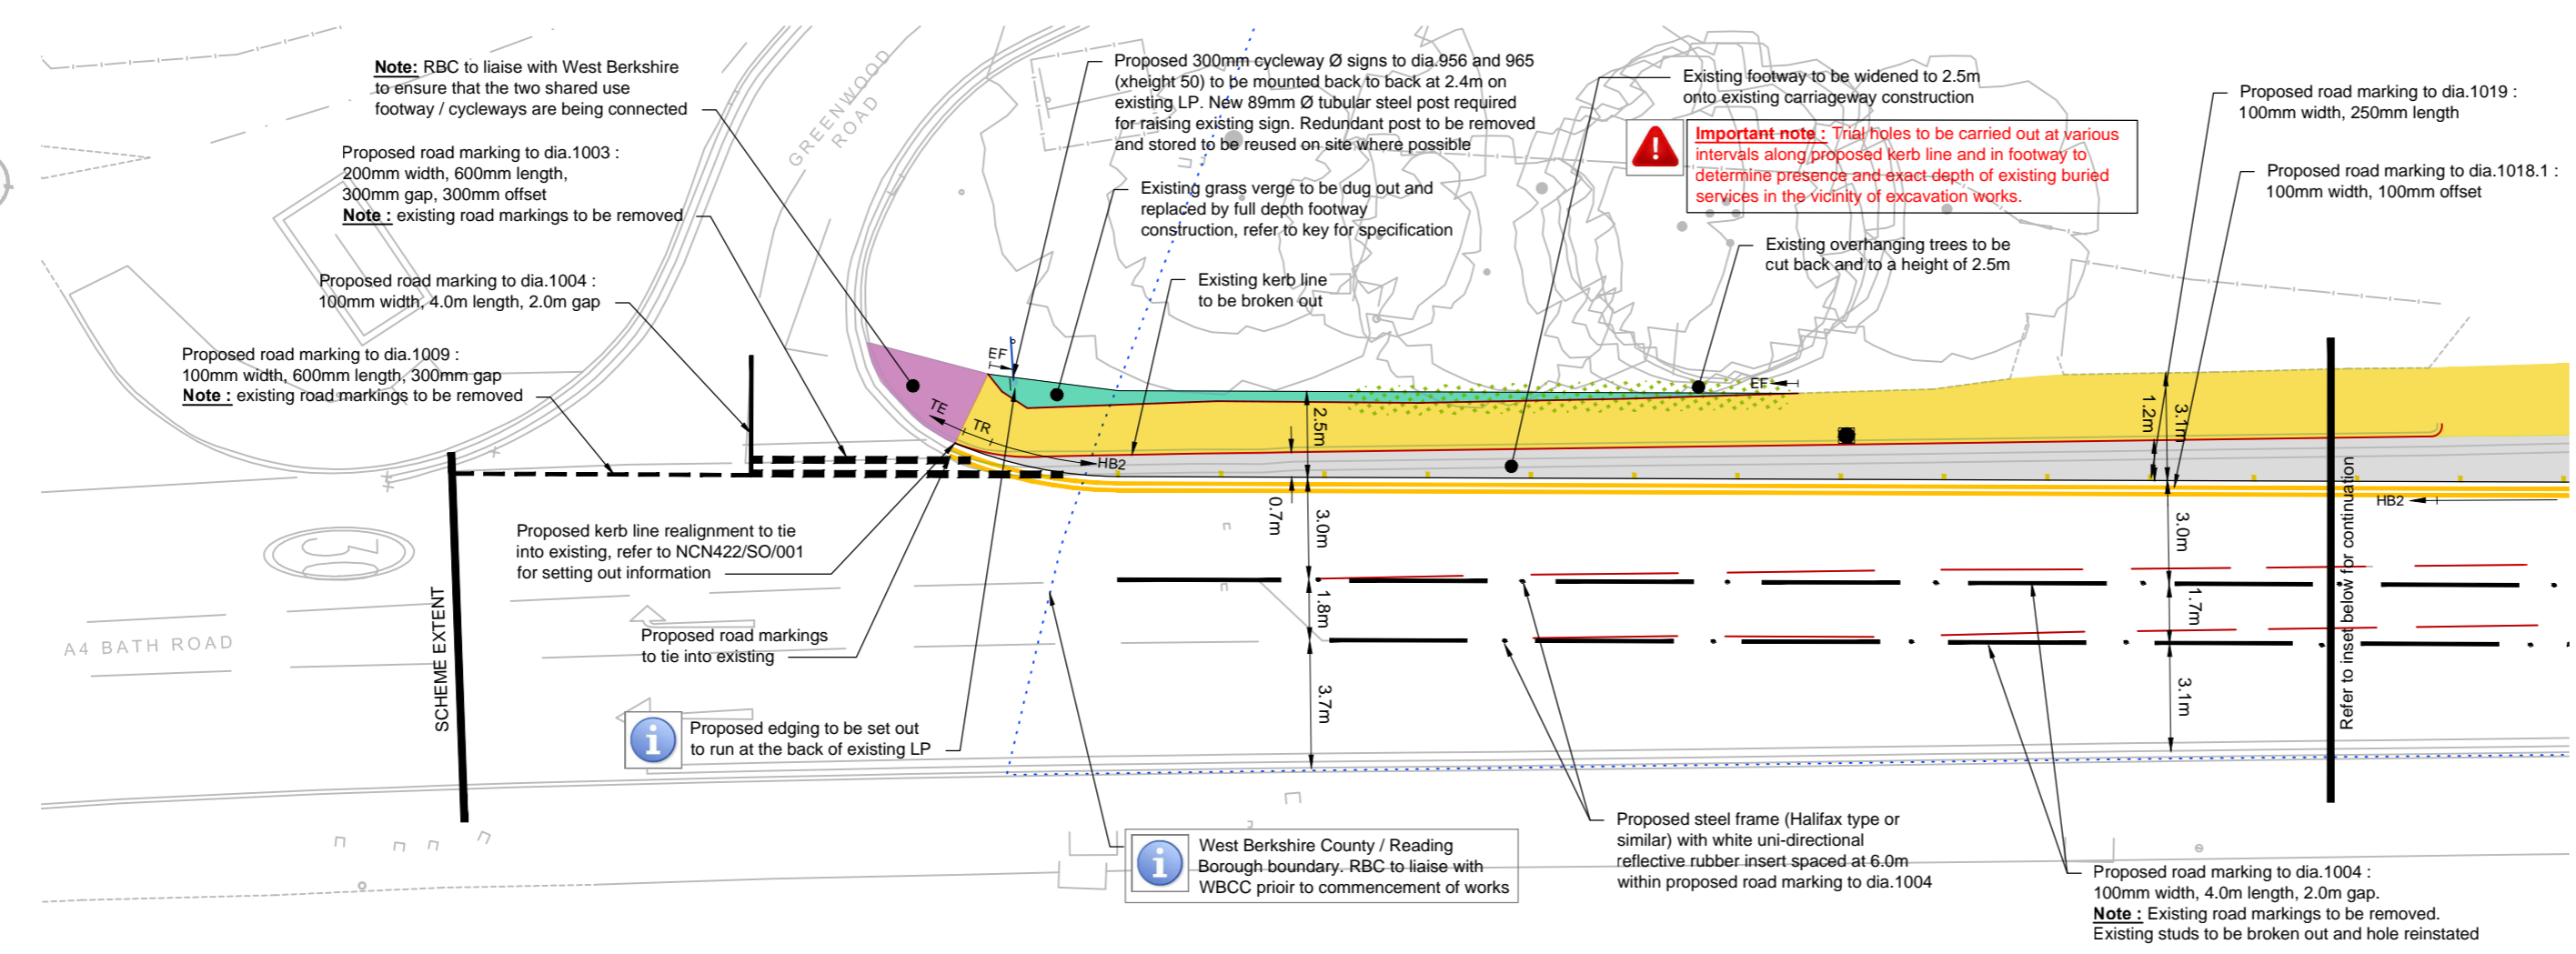 Note: RBC to liaise with West Berkshire
to ensure that the two shared use
footway / cycleways are being connected
Proposed road marking to dia.1003 :
200mm width, 600mm length,
300mm gap, 300mm offset
Note : existing road markings to be removed
Proposed road marking to dia.1004 :
100mm width, 4.0m length, 2.0m gap
Proposed road marking to dia.1009 :
100mm width, 600mm length, 300mm gap
Note : existing road markings to be removed
GREENWOOD
ROAD
Proposed 300mm cycleway Ø signs to dia.956 and 965
(xheight 50) to be mounted back to back at 2.4m on
existing LP. New 89mm Ø tubular steel post required
for raising existing sign. Redundant post to be removed
and stored to be reused on site where possible
Existing grass verge to be dug out and
replaced by full depth footway
construction, refer to key for specification
Existing kerb line
to be broken out
Existing footway to be widened to 2.5m
onto existing carriageway construction
Important note : Trial holes to be carried out at various
intervals along proposed kerb line and in footway to
determine presence and exact depth of existing buried
services in the vicinity of excavation works.
Existing overhanging trees to be
cut back and to a height of 2.5m
Proposed road marking to dia.1019 :
100mm width, 250mm length
Proposed road marking to dia.1018.1 :
100mm width, 100mm offset
EF
EF
TE
TR
HB2
HB2
2.5m
0.7m
3.0m
1.8m
3.7m
1.2m
3.1m
3.0m
1.7m
3.1m
Refer to inset below for continuation
SCHEME EXTENT
A4 BATH ROAD
Proposed kerb line realignment to tie
into existing, refer to NCN422/SO/001
for setting out information
Proposed road markings
to tie into existing
Proposed edging to be set out
to run at the back of existing LP
West Berkshire County / Reading
Borough boundary. RBC to liaise with
WBCC prioir to commencement of works
Proposed steel frame (Halifax type or
similar) with white uni-directional
reflective rubber insert spaced at 6.0m
within proposed road marking to dia.1004
Proposed road marking to dia.1004 :
100mm width, 4.0m length, 2.0m gap.
Note : Existing road markings to be removed.
Existing studs to be broken out and hole reinstated